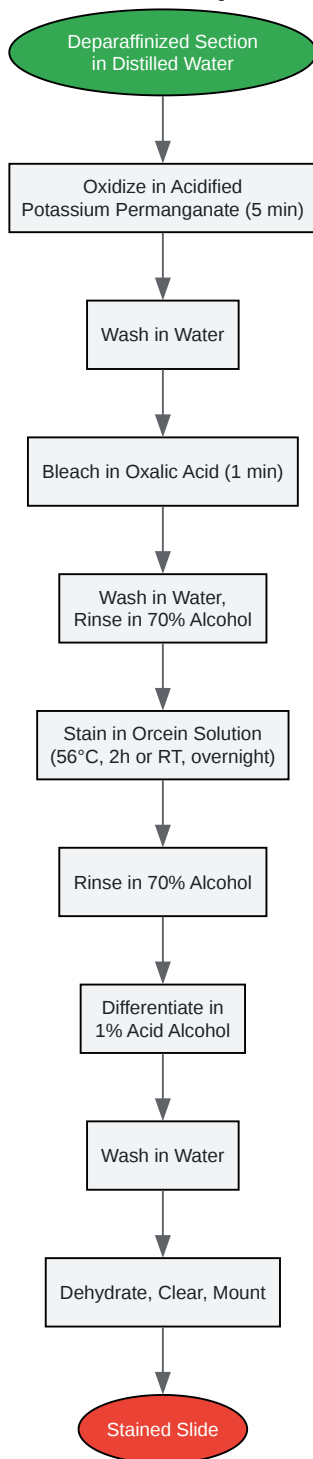 Deparaffinized Section
in Distilled Water
Oxidize in Acidified
Potassium Permanganate (5 min)
Wash in Water
Bleach in Oxalic Acid (1 min)
Wash in Water,
Rinse in 70% Alcohol
Stain in Orcein Solution
(56°C, 2h or RT, overnight)
Rinse in 70% Alcohol
Differentiate in
1% Acid Alcohol
Wash in Water
Dehydrate, Clear, Mount
Stained Slide